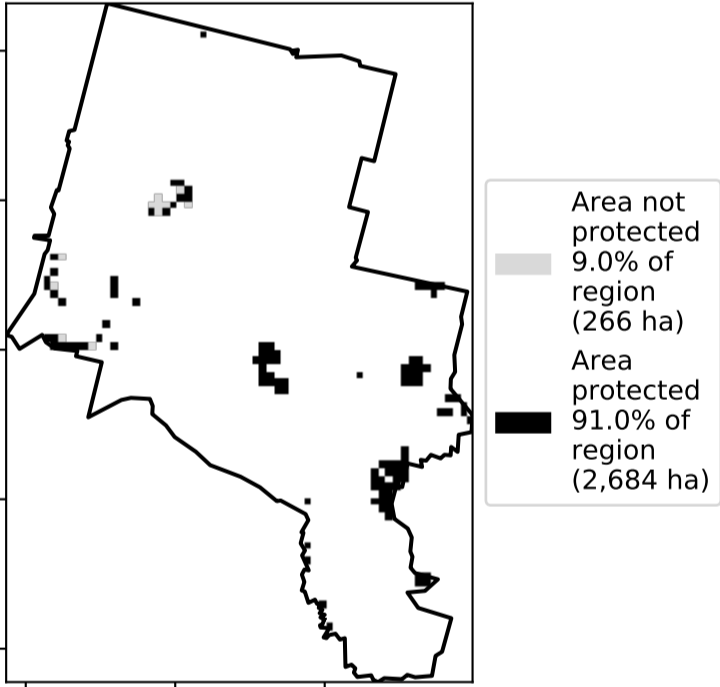 Area not
protected
9.0% of
region
(266 ha)
Area
protected
91.0% of
region
(2,684 ha)